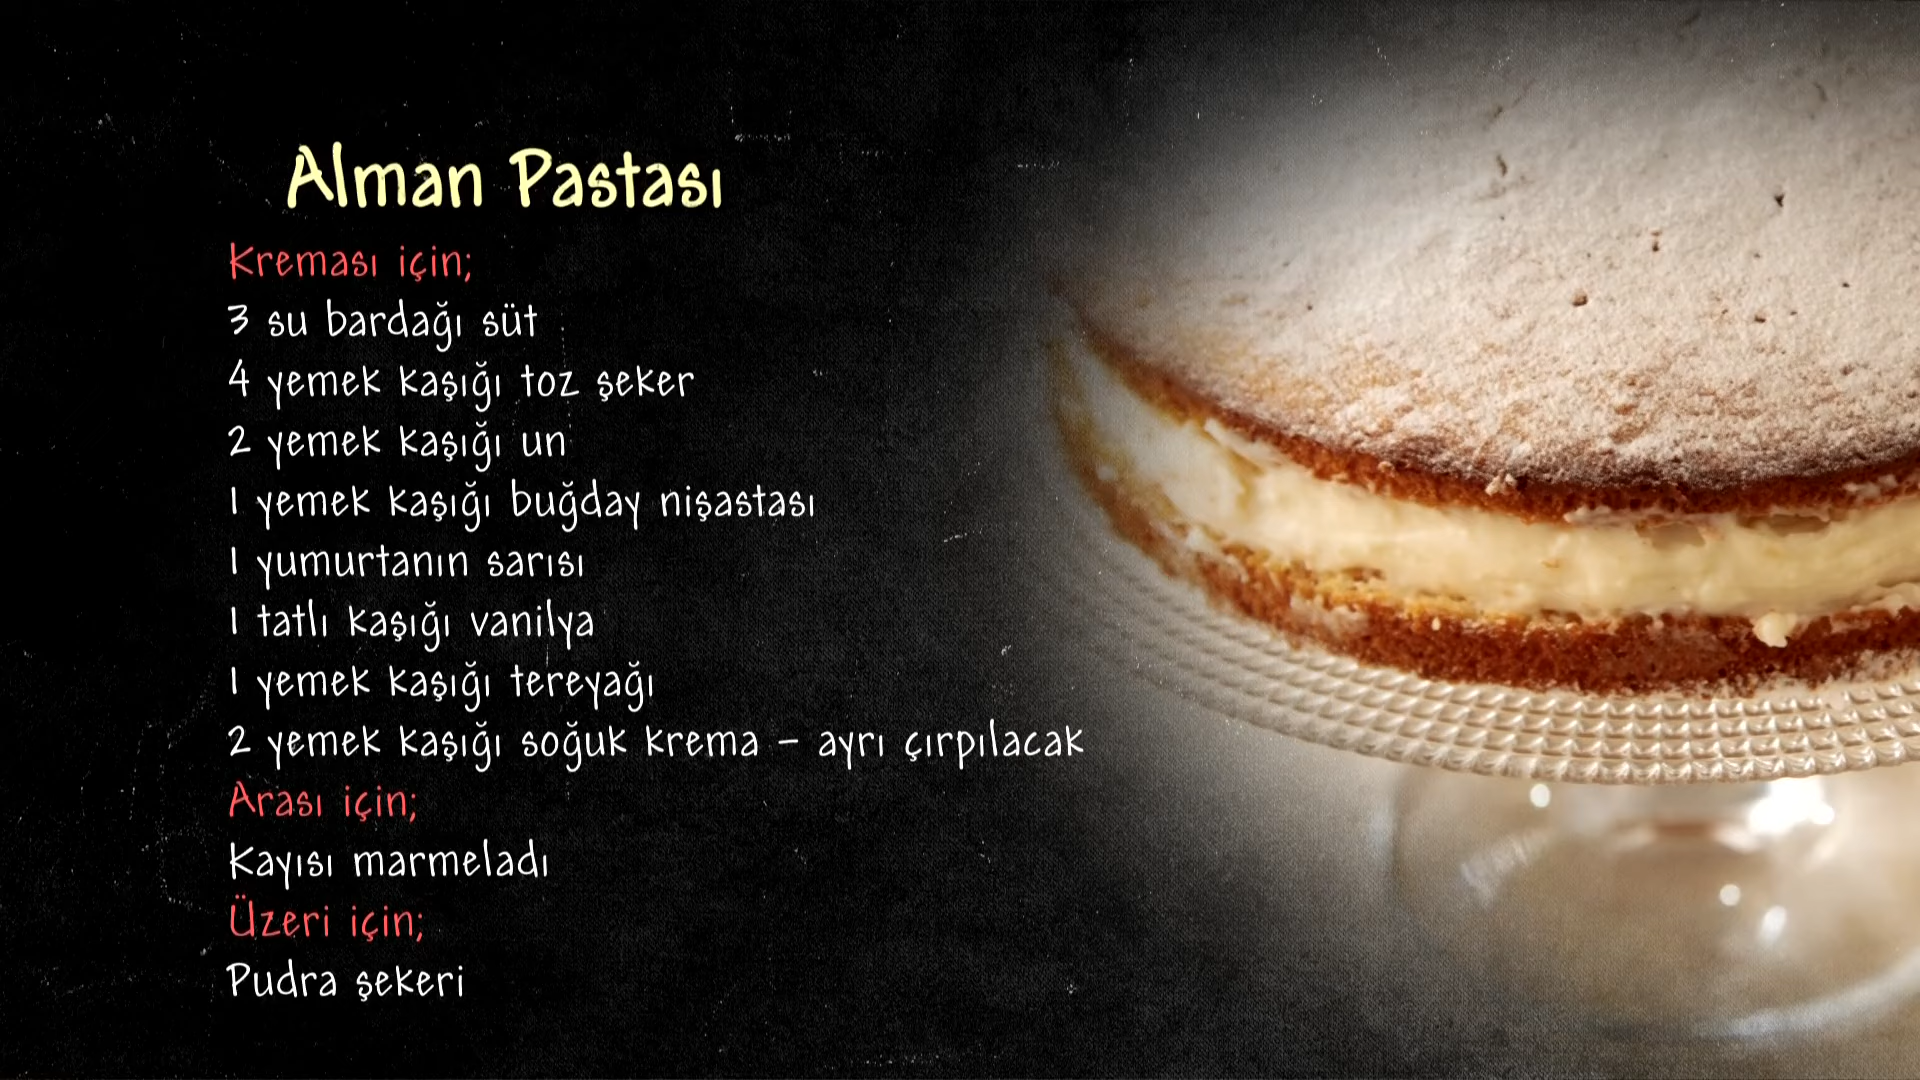 Alman Pastası
Kreması için;
3 su bardağı süt
4 yemek kaşığı toz şeker
2 yemek kaşığı un
1 yemek kaşığı buğday nişastası
1 yumurtanın sarısı
1 tatlı kaşığı vanilya
1 yemek kaşığı tereyağı
2 yemek kaşığı soğuk krema - ayrı çırpılacak
Arası için;
Kayısı marmeladı
Üzeri için;
Pudra şekeri